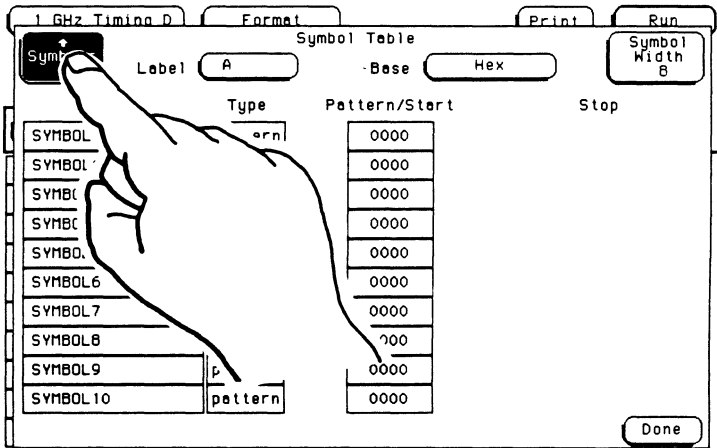 1 GHz Timing D Format Print Run
Symbol Table
Symbol Width 8
Label A Base Hex
Type Pattern/Start Stop
0000
0000
0000
0000
0000
SYMBOL6 0000
SYMBOL7 0000
SYMBOL8
SYMBOL9 0000
SYMBOL10 pattern 0000
Done